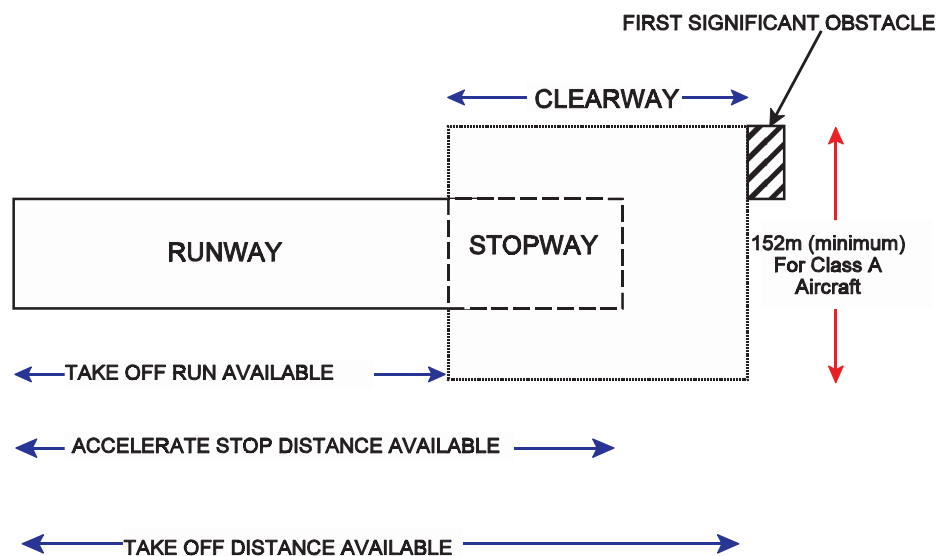 FIRST SIGNIFICANT OBSTACLE
CLEARWAY
RUNWAY
STOPWAY
152m (minimum)
For Class A
Aircraft
TAKE OFF RUN AVAILABLE
ACCELERATE STOP DISTANCE AVAILABLE
TAKE OFF DISTANCE AVAILABLE